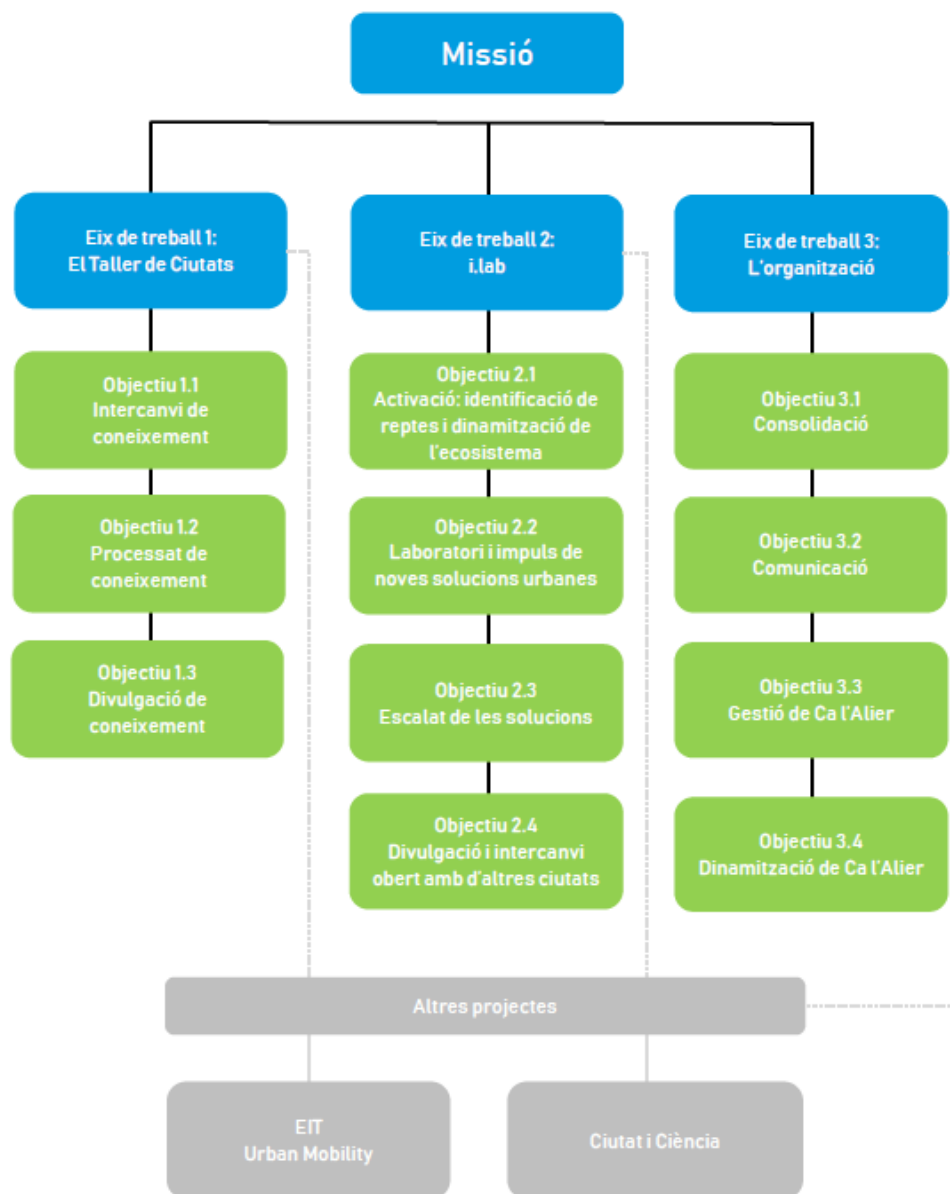 Missió
Eix de treball 1:
El Taller de Ciutats
Objectiu 1.1
Intercanvi de
coneixement
Objectiu 1.2
Processat de
coneixement
Objectiu 1.3
Divulgació de
coneixement
Eix de treball 2:
i.lab
Objectiu 2.1
Activació: identificació de
reptes i dinamització de
l'ecosistema
Objectiu 2.2
Laboratori i impuls de
noves solucions urbanes
Objectiu 2.3
Escalat de les solucions
Objectiu 2.4
Divulgació i intercanvi
obert amb d'altres ciutats
Eix de treball 3:
L'organització
Objectiu 3.1
Consolidació
Objectiu 3.2
Comunicació
Objectiu 3.3
Gestió de Ca l'Alier
Objectiu 3.4
Dinamització de Ca l'Alier
Altres projectes
EIT
Urban Mobility
Ciutat i Ciència